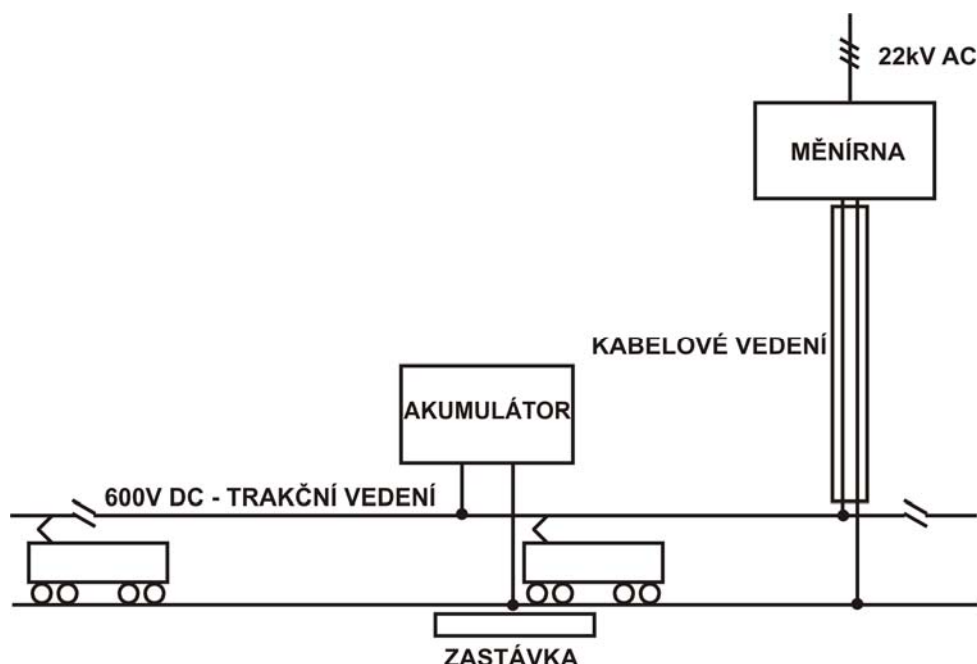 22kV AC
MĚNÍRNA
KABELOVÉ VEDENÍ
AKUMULÁTOR
600V DC - TRAKČNÍ VEDENÍ
ZASTÁVKA